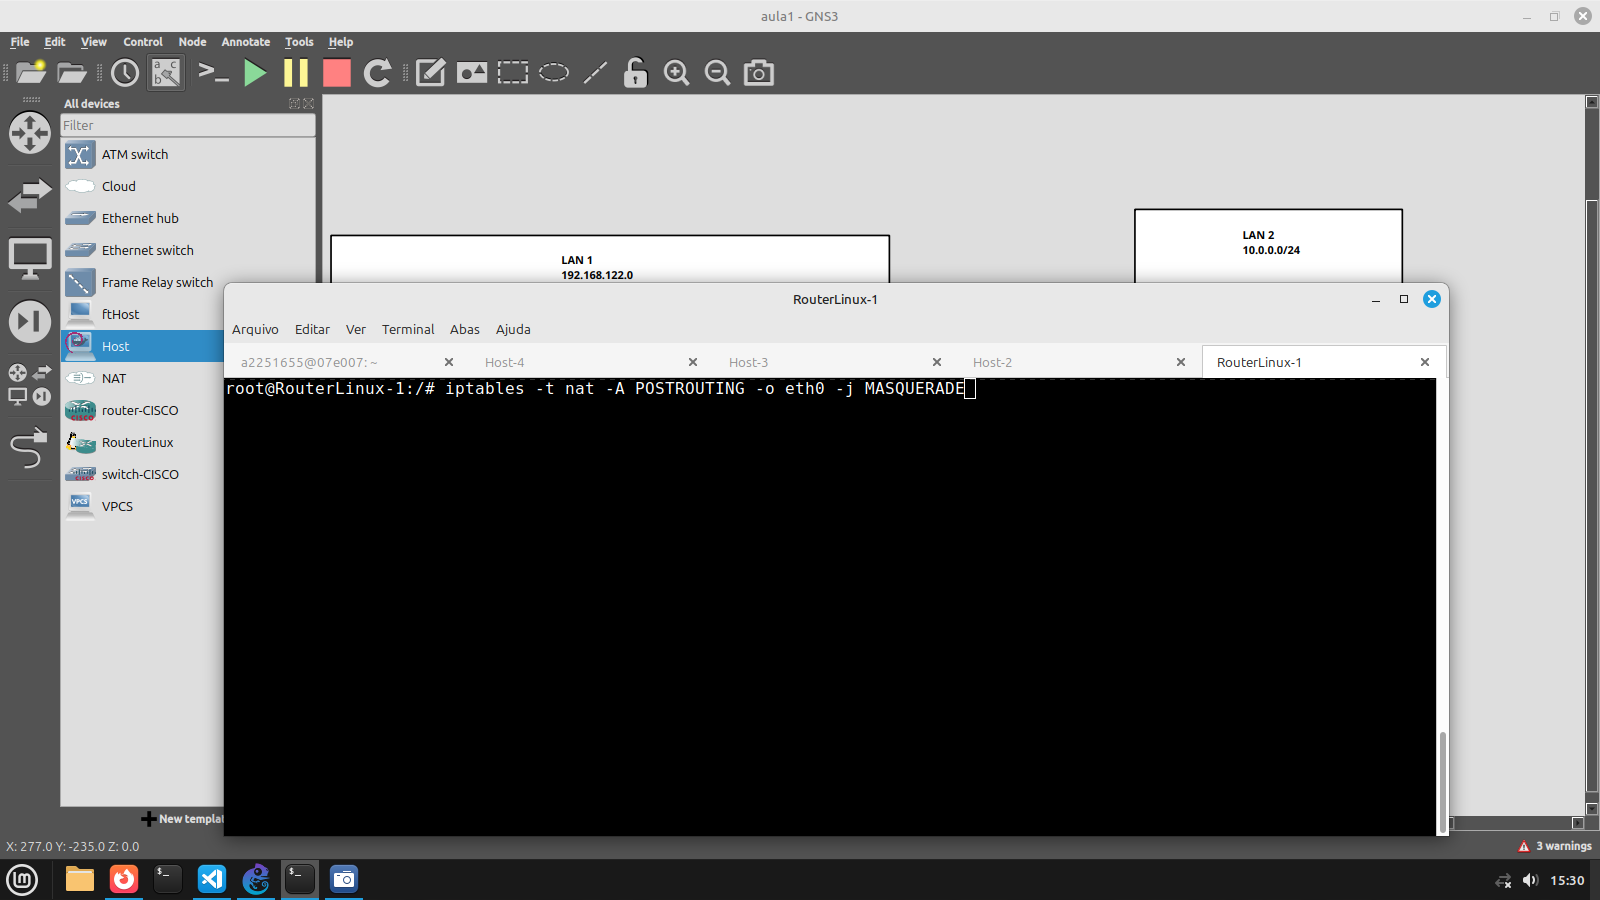 aula1 - GNS3
File Edit View Control Node Annotate Tools Help
All devices
Filter
ATM switch
Cloud
Ethernet hub
Ethernet switch
Frame Relay switch
ftHost
Host
NAT
router-CISCO
RouterLinux
switch-CISCO
VPCS
New templat
LAN 1
192.168.122.0
LAN 2
10.0.0.0/24
RouterLinux-1
Arquivo Editar Ver Terminal Abas Ajuda
a2251655@07e007: ~ Host-4 Host-3 Host-2 RouterLinux-1
root@RouterLinux-1:/# iptables -t nat -A POSTROUTING -o eth0 -j MASQUERADE
X: 277.0 Y: -235.0 Z: 0.0
3 warnings
15:30